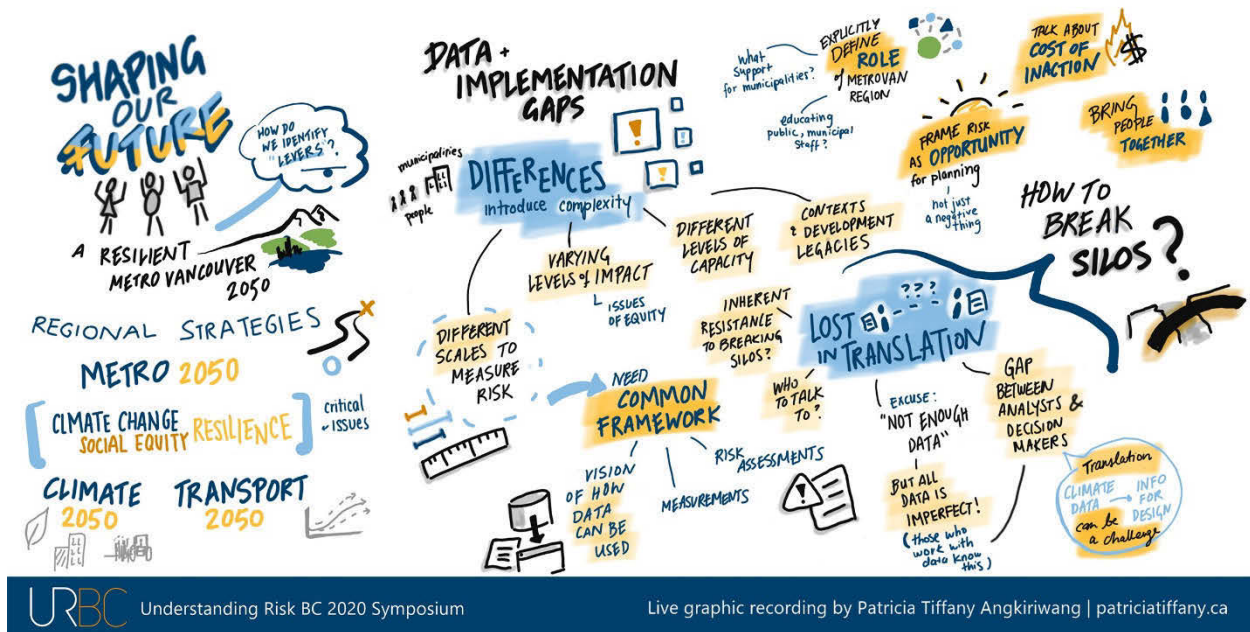 SHAPING
OUR
FUTURE
HOW DO
WE IDENTIFY
"LEVERS"?
A RESILIENT
METRO VANCOUVER
2050
REGIONAL STRATEGIES
METRO 2050
CLIMATE CHANGE
SOCIAL EQUITY
RESILIENCE
critical
issues
CLIMATE
2050
TRANSPORT
2050
DATA +
IMPLEMENTATION
GAPS
municipalities
people
DIFFERENCES
introduce complexity
VARYING
LEVELS of IMPACT
ISSUES
OF EQUITY
DIFFERENT
LEVELS OF
CAPACITY
CONTEXTS
& DEVELOPMENT
LEGACIES
DIFFERENT
SCALES TO
MEASURE
RISK
NEED
COMMON
FRAMEWORK
VISION
OF HOW
DATA
CAN BE
USED
MEASUREMENTS
RISK
ASSESSMENTS
What
support
for municipalities?
educating
public, municipal
staff?
EXPLICITLY
DEFINE
ROLE
of METROVAN
REGION
TALK ABOUT
COST OF
INACTION
$
FRAME RISK
AS OPPORTUNITY
for planning
not just
a negative
thing
BRING
PEOPLE
TOGETHER
HOW TO
BREAK
SILOS?
INHERENT
RESISTANCE
TO BREAKING
SILOS?
LOST
IN TRANSLATION
???
WHO
TO TALK
TO?
EXCUSE:
"NOT ENOUGH
DATA"
BUT ALL
DATA IS
IMPERFECT!
(those who
work with
data know
this)
GAP
BETWEEN
ANALYSTS &
DECISION
MAKERS
Translation
CLIMATE
DATA
INFO
FOR
DESIGN
can be
a challenge
URBC
Understanding Risk BC 2020 Symposium
Live graphic recording by Patricia Tiffany Angkiriwang | patriciatiffany.ca